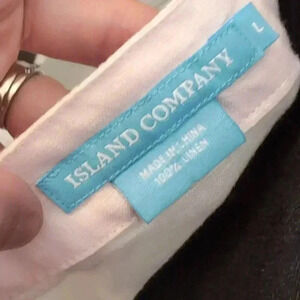 ISLAND COMPANY
L
MADE IN CHINA
100% LINEN